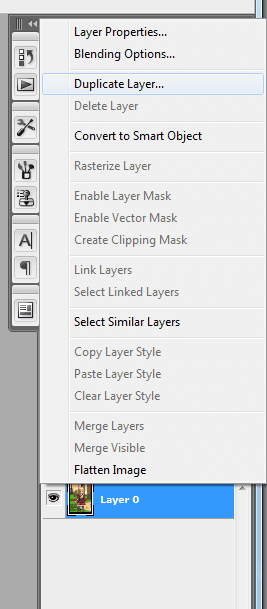 Layer Properties...
Blending Options...
Duplicate Layer...
Delete Layer
Convert to Smart Object
Rasterize Layer
Enable Layer Mask
Enable Vector Mask
Create Clipping Mask
Link Layers
Select Linked Layers
Select Similar Layers
Copy Layer Style
Paste Layer Style
Clear Layer Style
Merge Layers
Merge Visible
Flatten Image
Layer 0